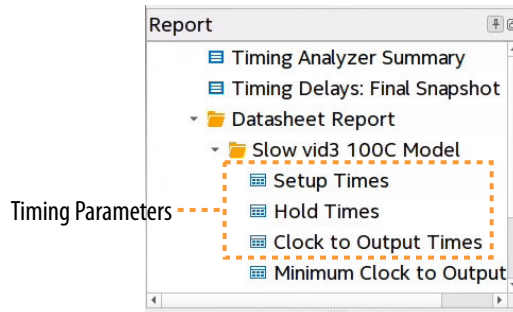 Report
Timing Analyzer Summary
Timing Delays: Final Snapshot
Datasheet Report
Slow vid3 100C Model
Setup Times
Timing Parameters
Hold Times
Clock to Output Times
Minimum Clock to Output